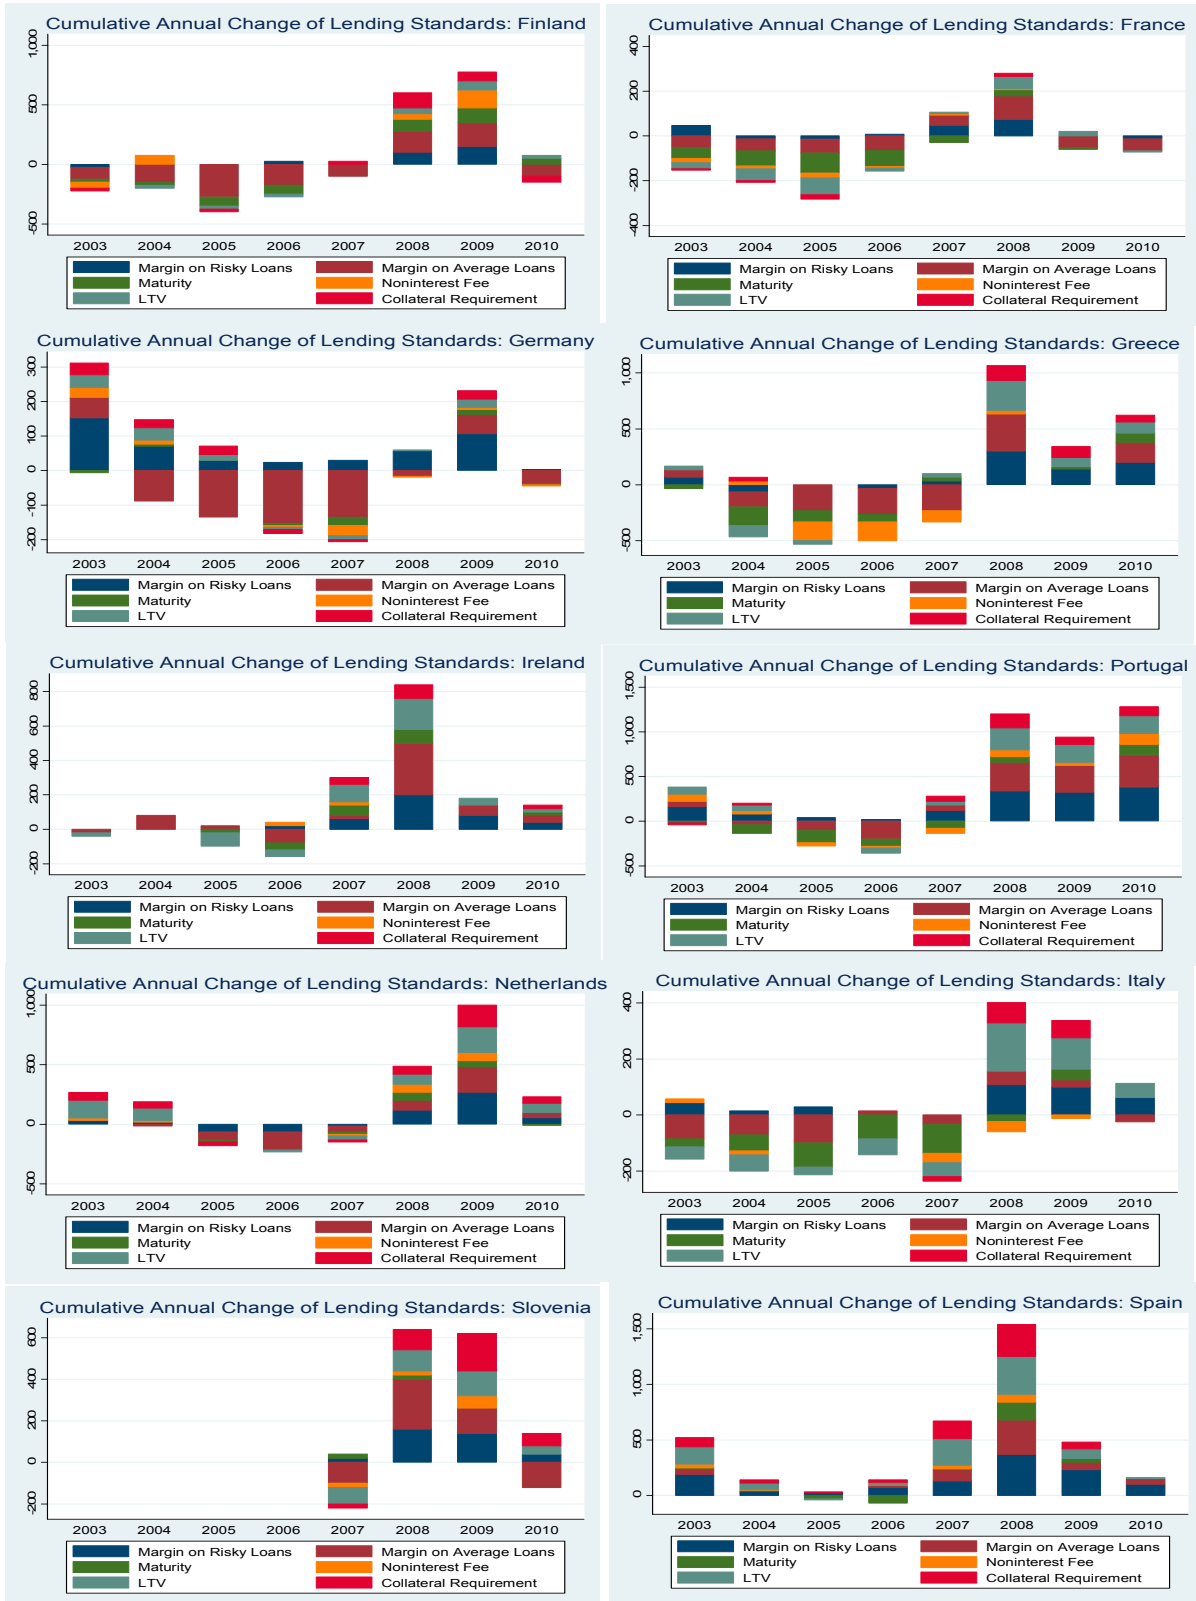 Cumulative Annual Change of Lending Standards: Finland
1,000
500
0
-500
2003 2004 2005 2006 2007 2008 2009 2010
Margin on Risky Loans Margin on Average Loans
Maturity Noninterest Fee
LTV Collateral Requirement
Cumulative Annual Change of Lending Standards: France
400
200
0
-200
-400
2003 2004 2005 2006 2007 2008 2009 2010
Margin on Risky Loans Margin on Average Loans
Maturity Noninterest Fee
LTV Collateral Requirement
Cumulative Annual Change of Lending Standards: Germany
300
200
100
0
-100
-200
2003 2004 2005 2006 2007 2008 2009 2010
Margin on Risky Loans Margin on Average Loans
Maturity Noninterest Fee
LTV Collateral Requirement
Cumulative Annual Change of Lending Standards: Greece
1,000
500
0
-500
2003 2004 2005 2006 2007 2008 2009 2010
Margin on Risky Loans Margin on Average Loans
Maturity Noninterest Fee
LTV Collateral Requirement
Cumulative Annual Change of Lending Standards: Ireland
800
600
400
200
0
-200
2003 2004 2005 2006 2007 2008 2009 2010
Margin on Risky Loans Margin on Average Loans
Maturity Noninterest Fee
LTV Collateral Requirement
Cumulative Annual Change of Lending Standards: Portugal
1,500
1,000
500
0
-500
2003 2004 2005 2006 2007 2008 2009 2010
Margin on Risky Loans Margin on Average Loans
Maturity Noninterest Fee
LTV Collateral Requirement
Cumulative Annual Change of Lending Standards: Netherlands
1,000
500
0
-500
2003 2004 2005 2006 2007 2008 2009 2010
Margin on Risky Loans Margin on Average Loans
Maturity Noninterest Fee
LTV Collateral Requirement
Cumulative Annual Change of Lending Standards: Italy
400
200
0
-200
2003 2004 2005 2006 2007 2008 2009 2010
Margin on Risky Loans Margin on Average Loans
Maturity Noninterest Fee
LTV Collateral Requirement
Cumulative Annual Change of Lending Standards: Slovenia
600
400
200
0
-200
2003 2004 2005 2006 2007 2008 2009 2010
Margin on Risky Loans Margin on Average Loans
Maturity Noninterest Fee
LTV Collateral Requirement
Cumulative Annual Change of Lending Standards: Spain
1,500
1,000
500
0
2003 2004 2005 2006 2007 2008 2009 2010
Margin on Risky Loans Margin on Average Loans
Maturity Noninterest Fee
LTV Collateral Requirement